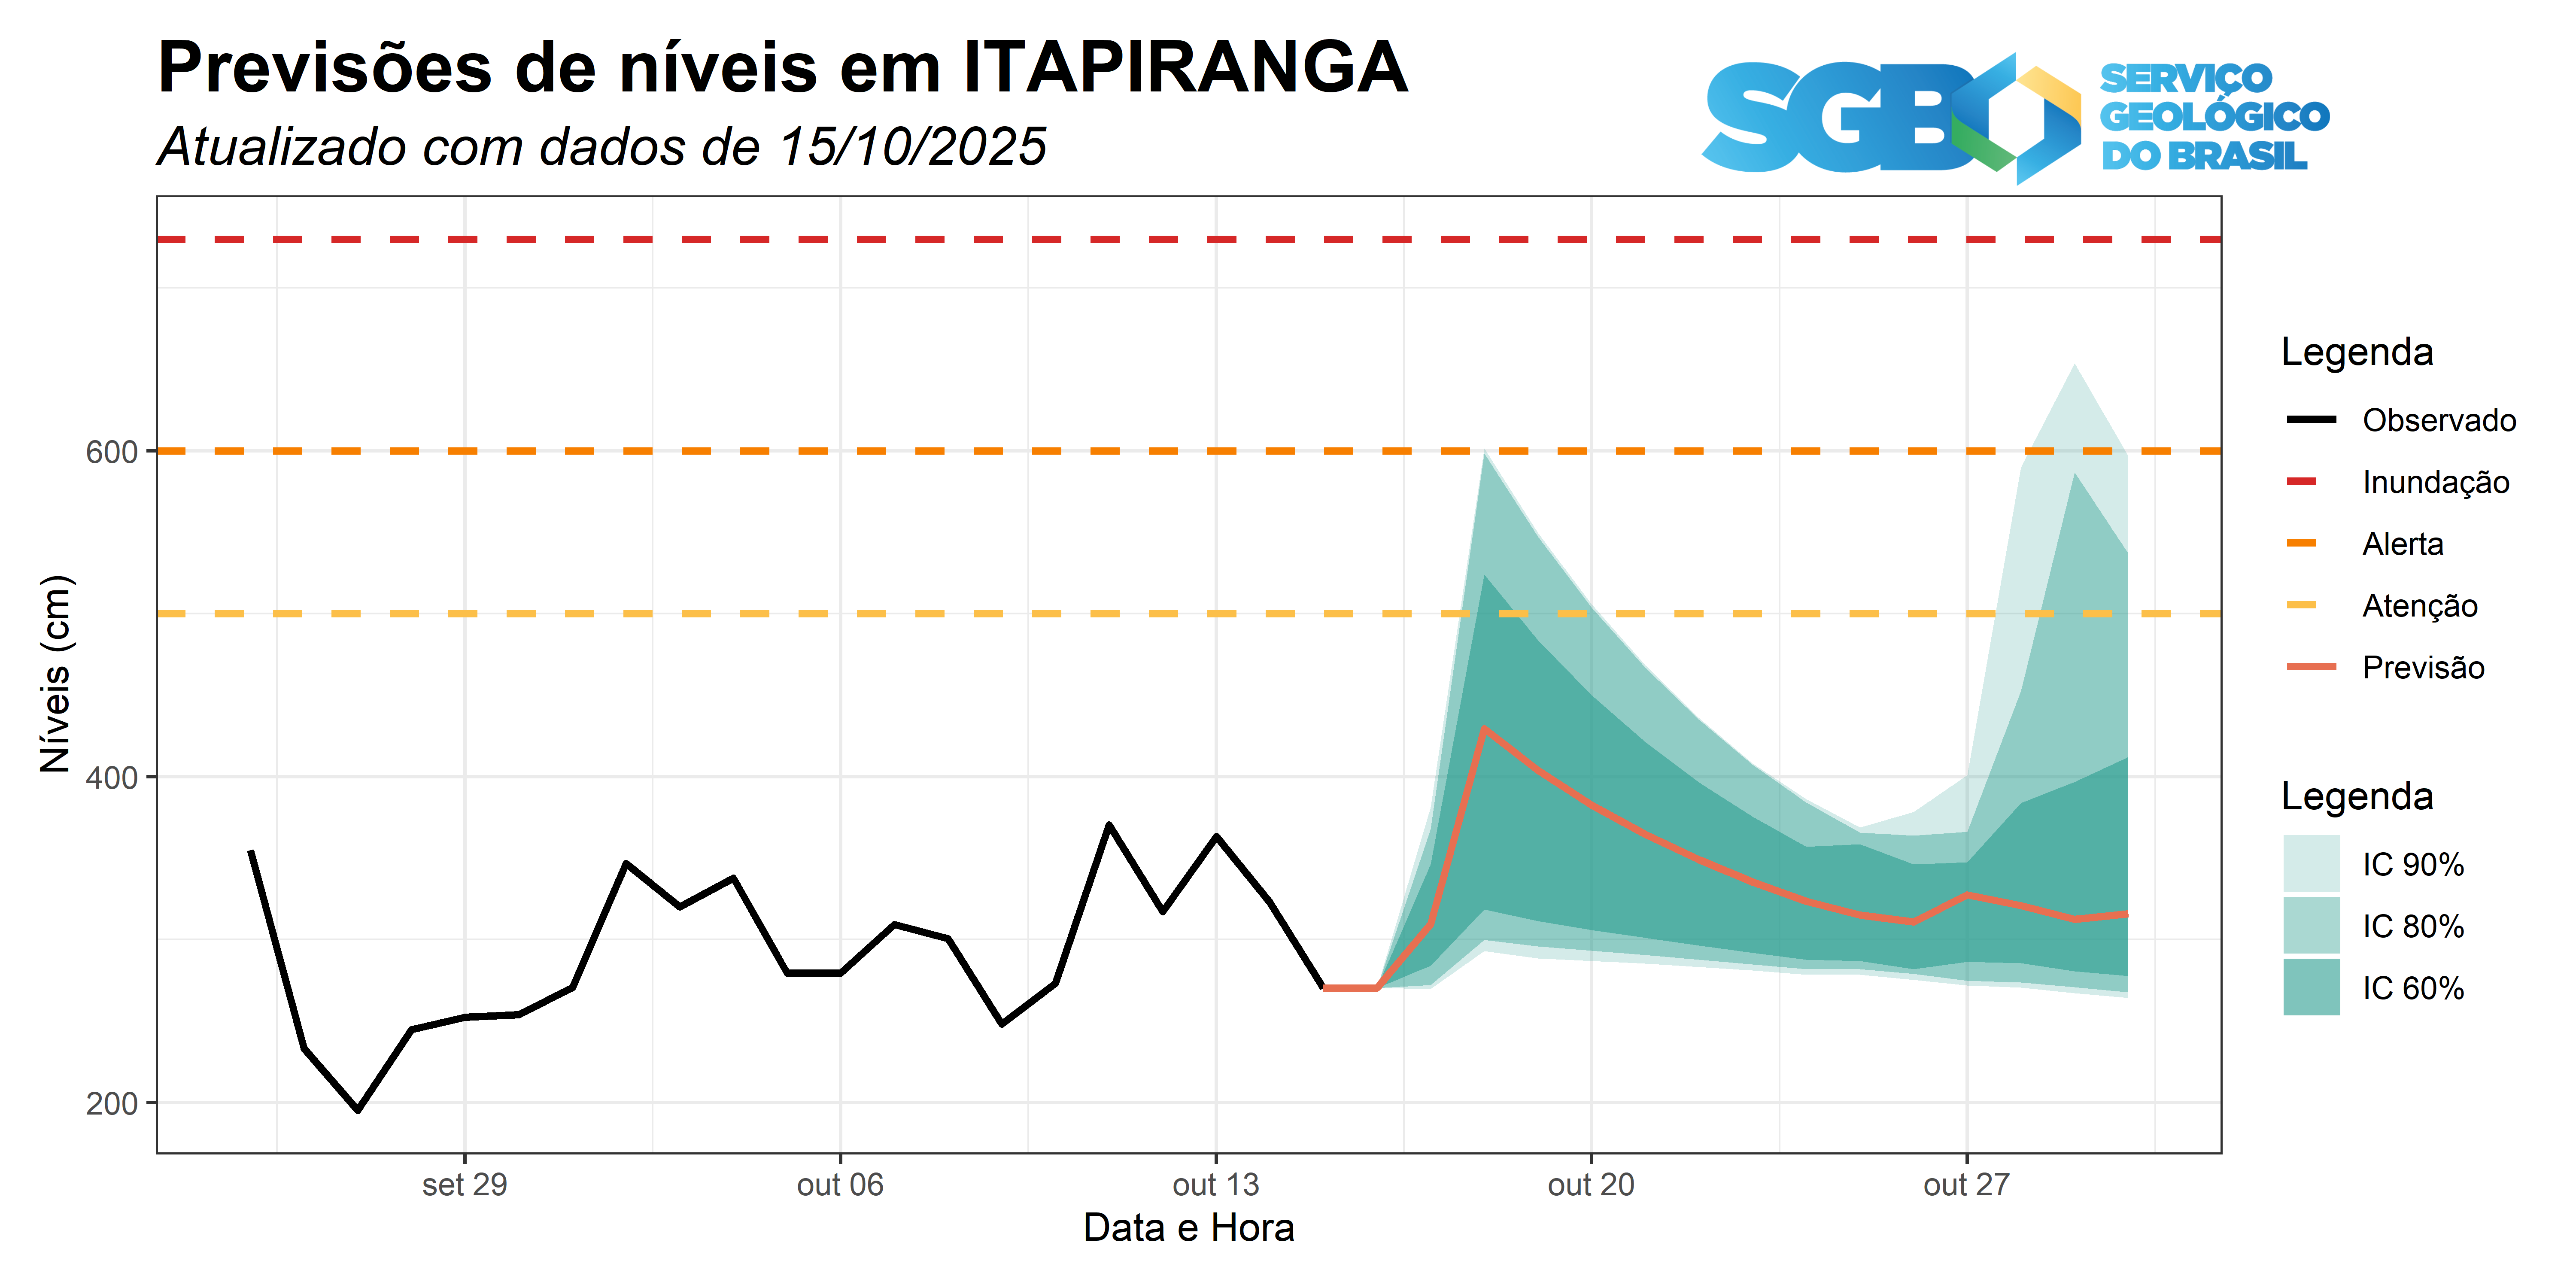 Previsões de níveis em ITAPIRANGA
Atualizado com dados de 15/10/2025
SGB
SERVIÇO
GEOLÓGICO
DO BRASIL
Níveis (cm)
600
400
200
set 29
out 06
out 13
out 20
out 27
Data e Hora
Legenda
Observado
Inundação
Alerta
Atenção
Previsão
Legenda
IC 90%
IC 80%
IC 60%